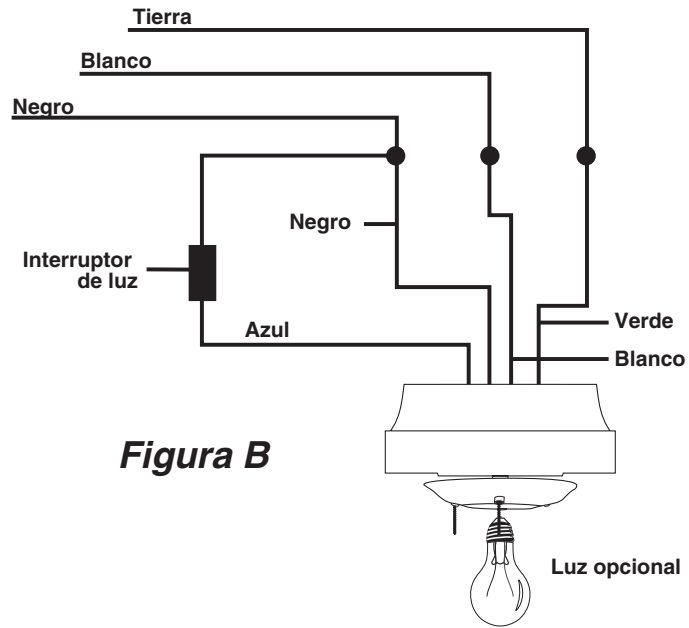 Tierra
Blanco
Negro
Negro
Interruptor
de luz
Azul
Verde
Blanco
Figura B
Luz opcional